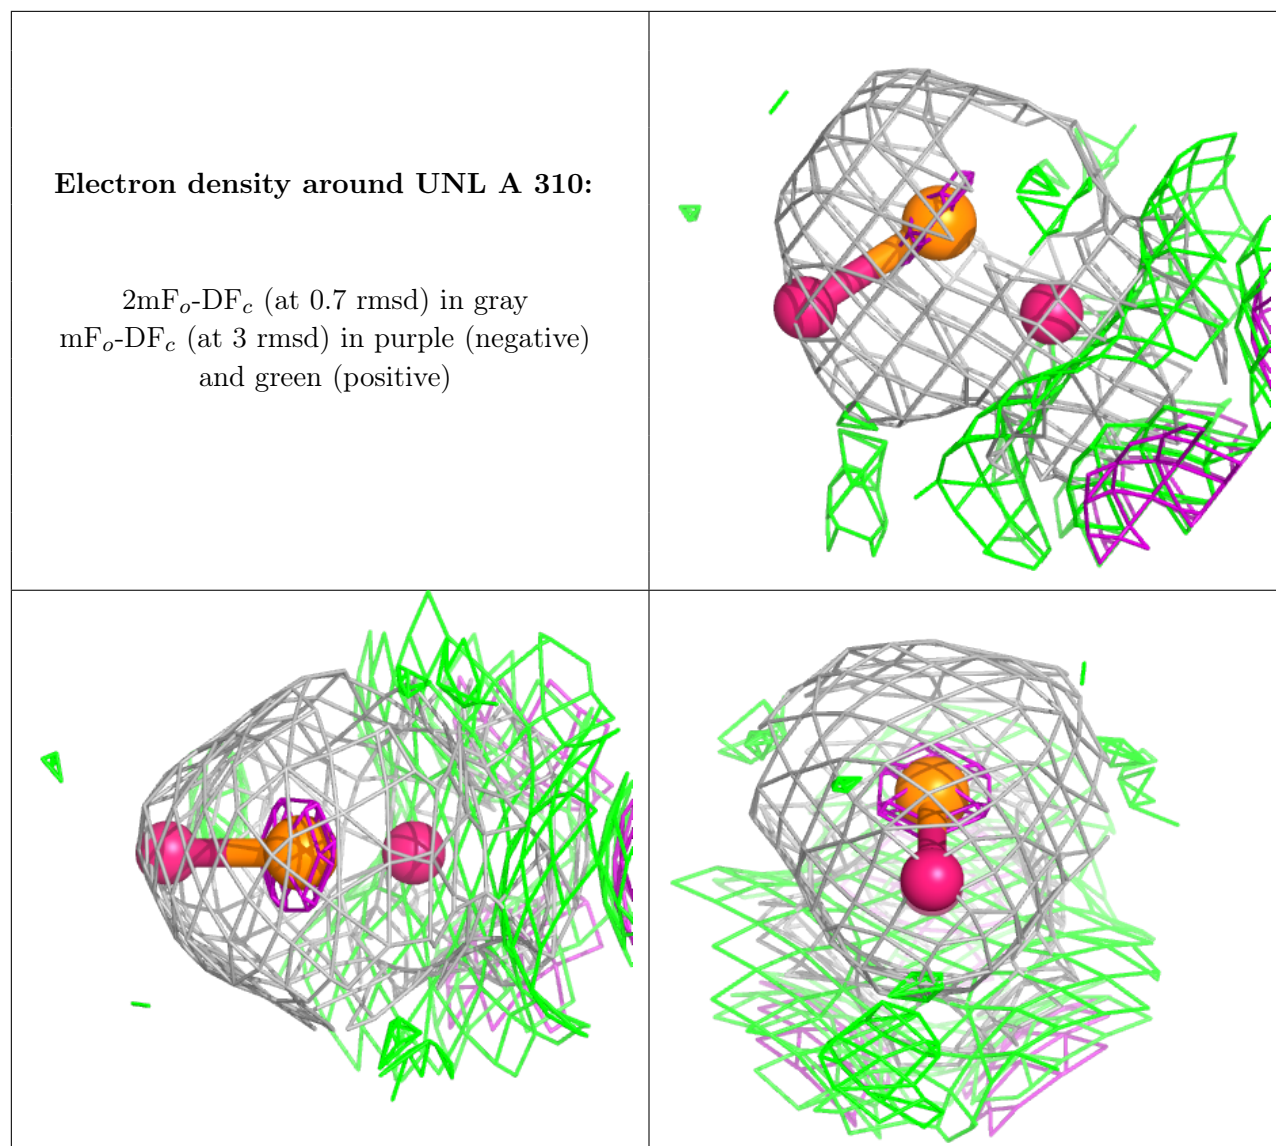 Electron density around UNL A 310:
2mFo-DFc (at 0.7 rmsd) in gray
mFo-DFc (at 3 rmsd) in purple (negative)
and green (positive)